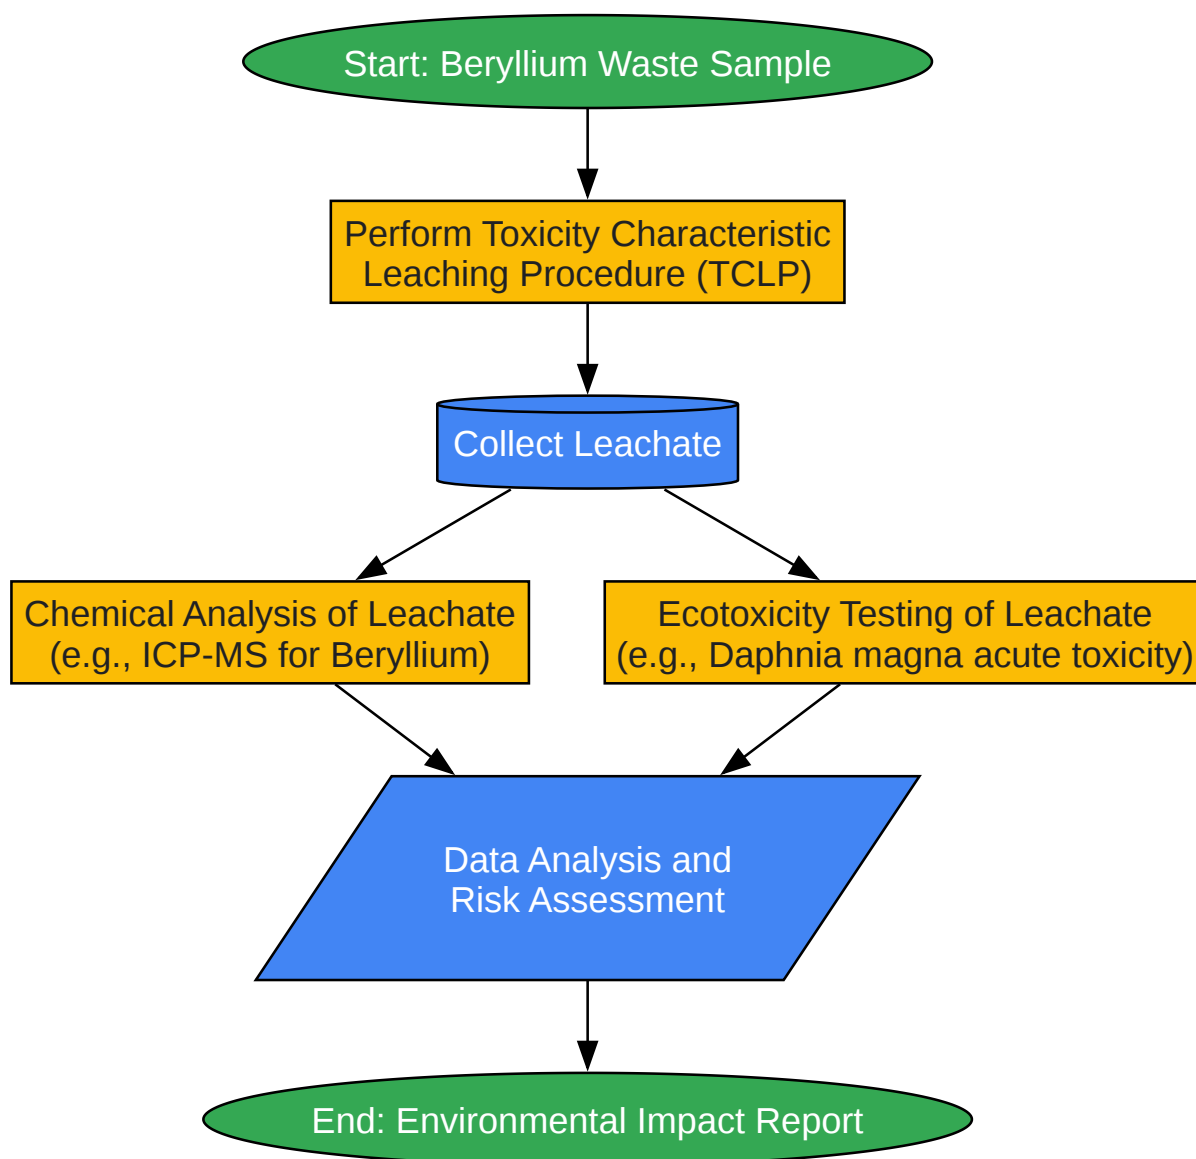 Start: Beryllium Waste Sample
Perform Toxicity Characteristic
Leaching Procedure (TCLP)
Collect Leachate
Chemical Analysis of Leachate
(e.g., ICP-MS for Beryllium)
Ecotoxicity Testing of Leachate
(e.g., Daphnia magna acute toxicity)
Data Analysis and
Risk Assessment
End: Environmental Impact Report